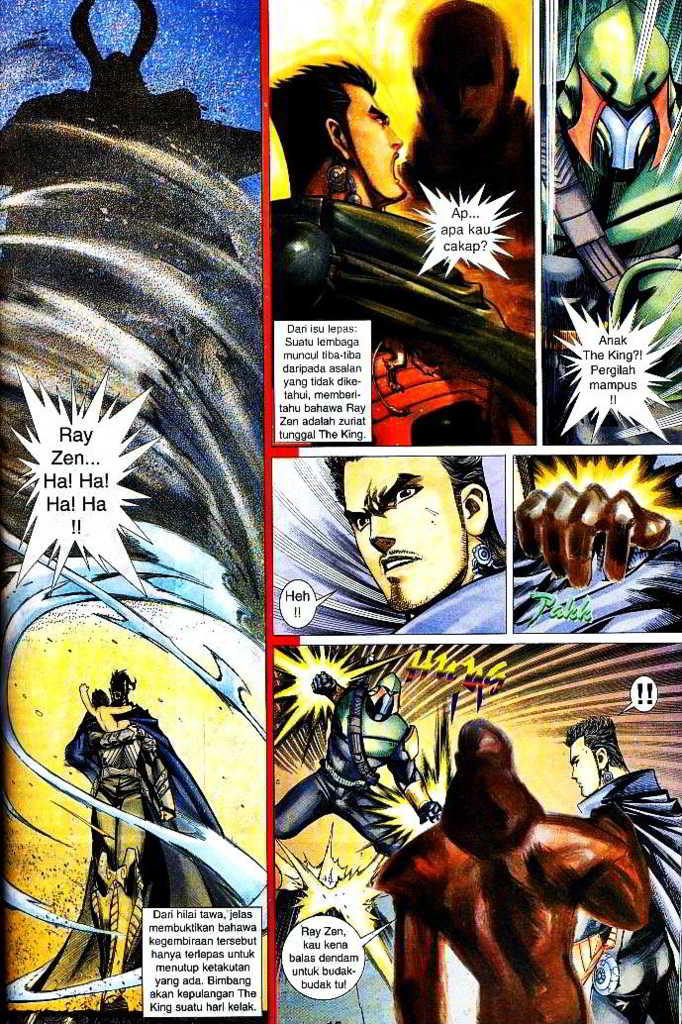 Ray
Zen...
Ha! Ha!
Ha! Ha
!!
Dari hilai tawa, jelas
membuktikan bahawa
kegembiraan tersebut
hanya terlepas untuk
menutup ketakutan
yang ada. Bimbang
akan kepulangan The
King suatu hari kelak.
Ap...
apa kau
cakap?
Dari isu lepas:
Suatu lembaga
muncul tiba-tiba
daripada asalan
yang tidak dike-
tahui, memberi-
tahu bahawa Ray
Zen adalah zuriat
tunggal The King.
Anak
The King?!
Pergilah
mampus
!!
Heh
!!
Pakk
!!
Ray Zen,
kau kena
balas dendam
untuk budak-
budak tu!